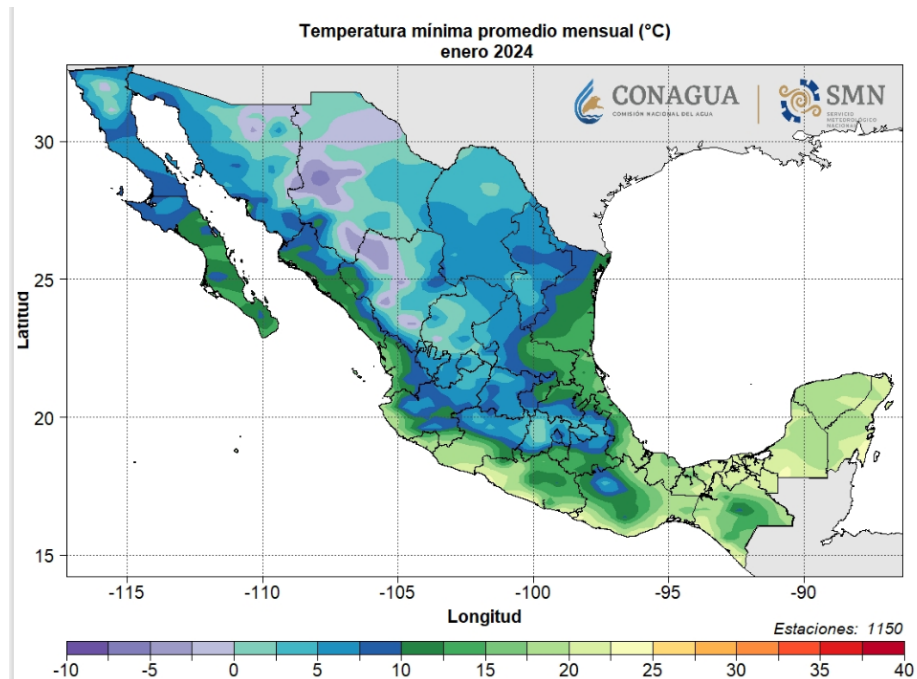 Temperatura mínima promedio mensual (°C)
enero 2024
CONAGUA
COMISIÓN NACIONAL DEL AGUA
SMN
SERVICIO
METEOROLÓGICO
NACIONAL
30
25
20
15
Latitud
-115 -110 -105 -100 -95 -90
Longitud
Estaciones: 1150
-10 -5 0 5 10 15 20 25 30 35 40